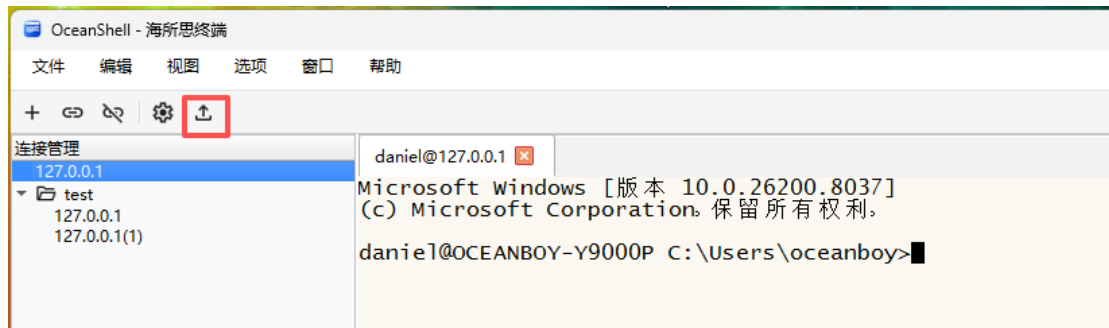 OceanShell - 海所思终端
文件 编辑 视图 选项 窗口 帮助
连接管理
127.0.0.1
test
127.0.0.1
127.0.0.1(1)
daniel@127.0.0.1
Microsoft Windows [版本 10.0.26200.8037]
(c) Microsoft Corporation。保留所有权利。
daniel@OCEANBOY-Y9000P C:\Users\oceanboy>